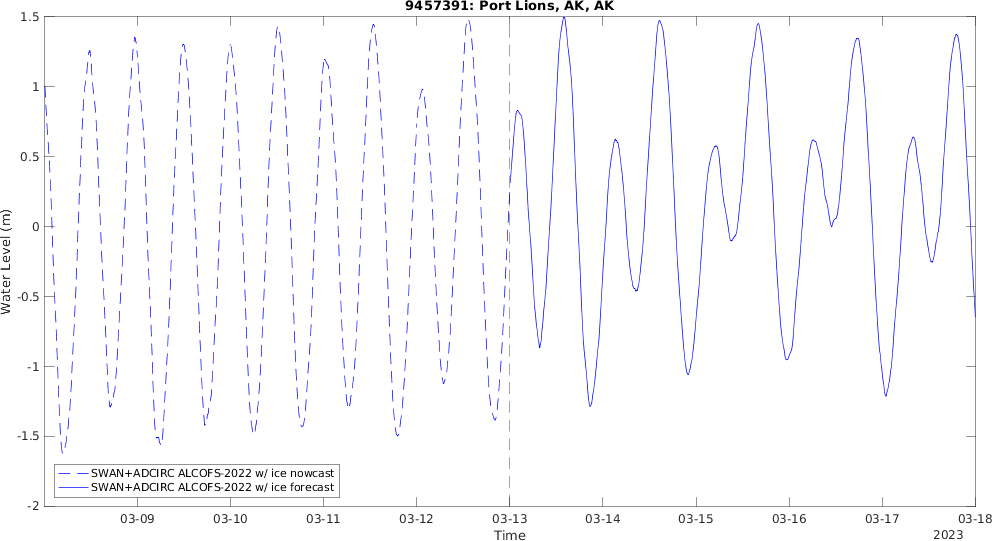 9457391: Port Lions, AK, AK
1.5
1
0.5
0
-0.5
-1
-1.5
-2
Water Level (m)
SWAN+ADCIRC ALCOFS-2022 w/ ice nowcast
SWAN+ADCIRC ALCOFS-2022 w/ ice forecast
03-09 03-10 03-11 03-12 03-13 03-14 03-15 03-16 03-17 03-18
Time
2023